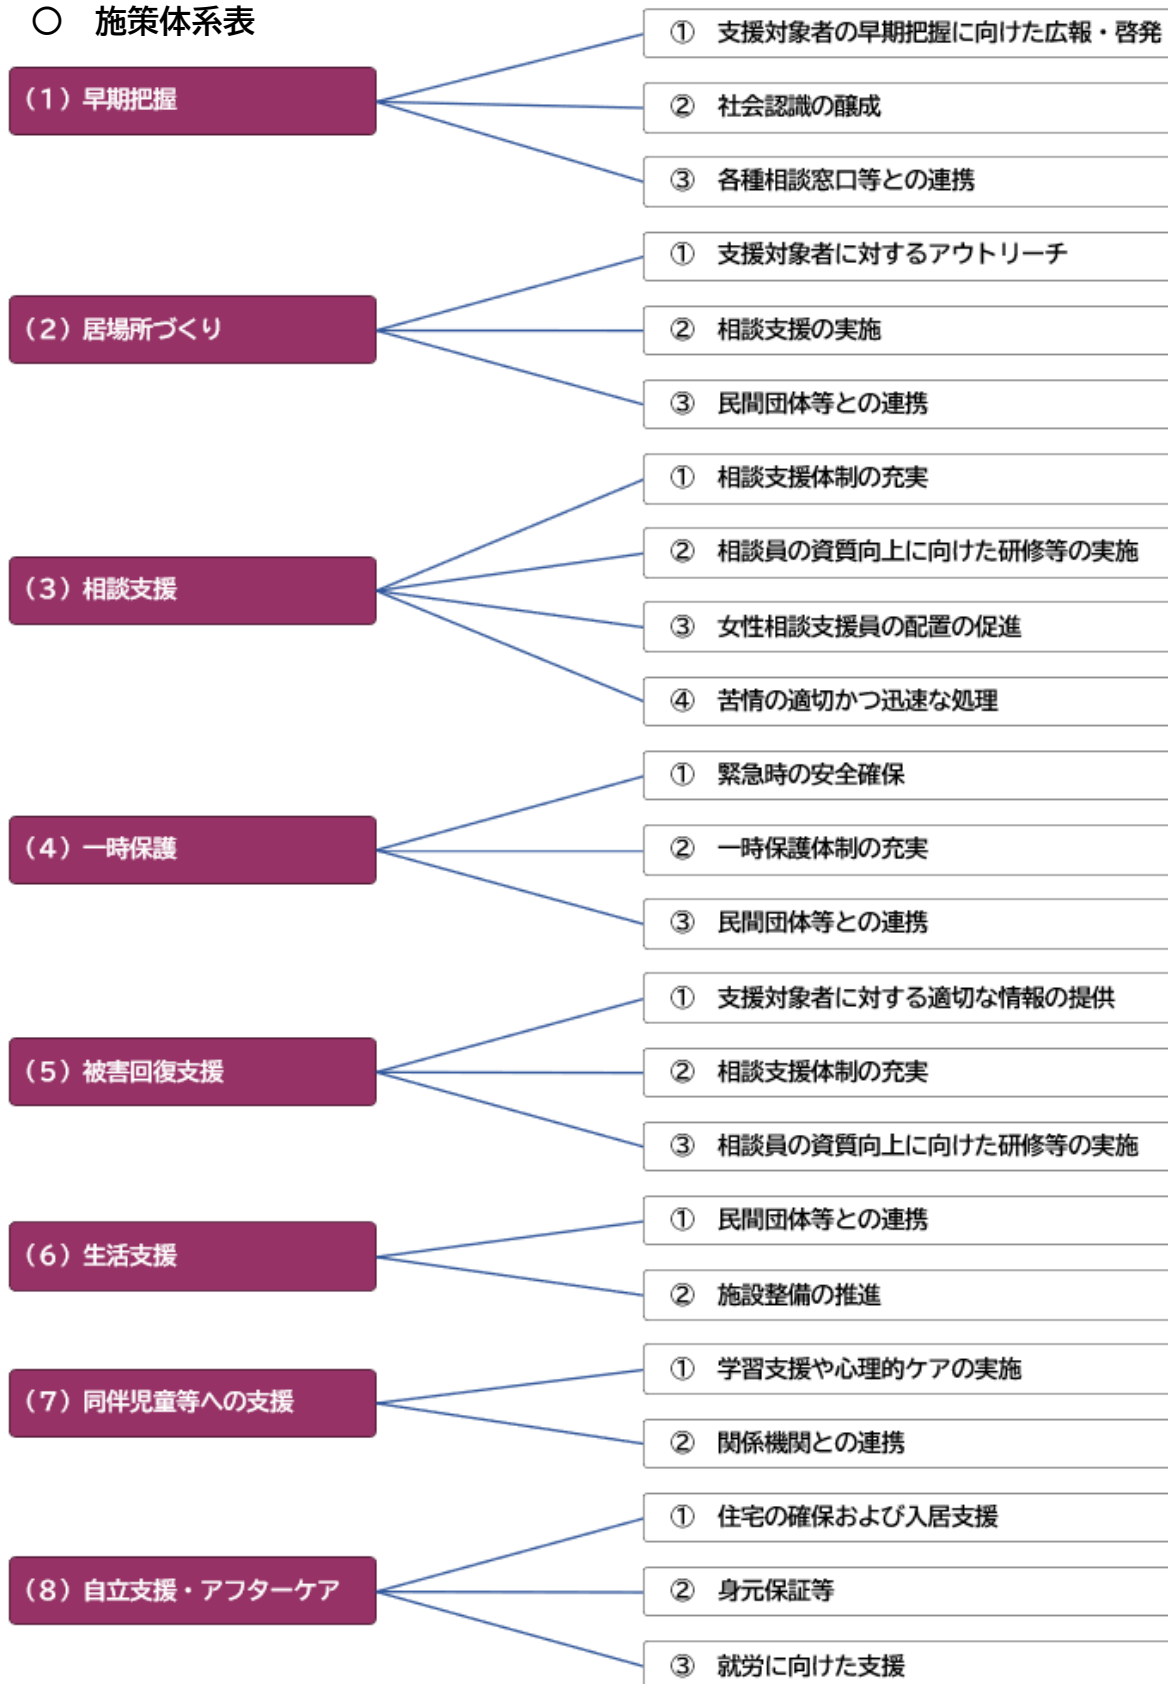 ○ 施策体系表
(1)早期把握
① 支援対象者の早期把握に向けた広報・啓発
② 社会認識の醸成
③ 各種相談窓口等との連携
(2)居場所づくり
① 支援対象者に対するアウトリーチ
② 相談支援の実施
③ 民間団体等との連携
(3)相談支援
① 相談支援体制の充実
② 相談員の資質向上に向けた研修等の実施
③ 女性相談支援員の配置の促進
④ 苦情の適切かつ迅速な処理
(4)一時保護
① 緊急時の安全確保
② 一時保護体制の充実
③ 民間団体等との連携
(5)被害回復支援
① 支援対象者に対する適切な情報の提供
② 相談支援体制の充実
③ 相談員の資質向上に向けた研修等の実施
(6)生活支援
① 民間団体等との連携
② 施設整備の推進
(7)同伴児童等への支援
① 学習支援や心理的ケアの実施
② 関係機関との連携
(8)自立支援・アフターケア
① 住宅の確保および入居支援
② 身元保証等
③ 就労に向けた支援